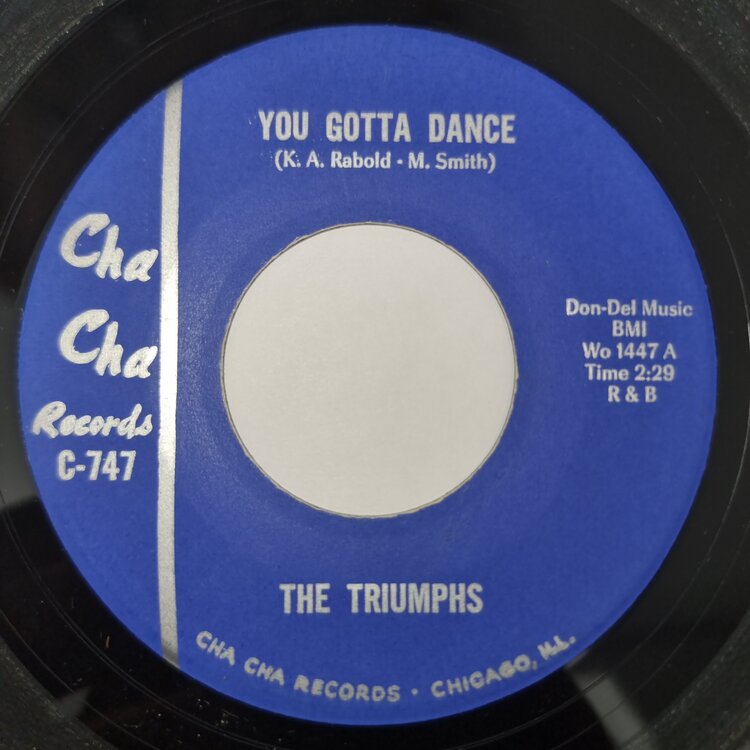 YOU GOTTA DANCE
(K. A. Rabold • M. Smith)
Cha
Cha
Records
C-747
Don-Del Music
BMI
Wo 1447 A
Time 2:29
R & B
THE TRIUMPHS
CHA CHA RECORDS • CHICAGO, ILL.